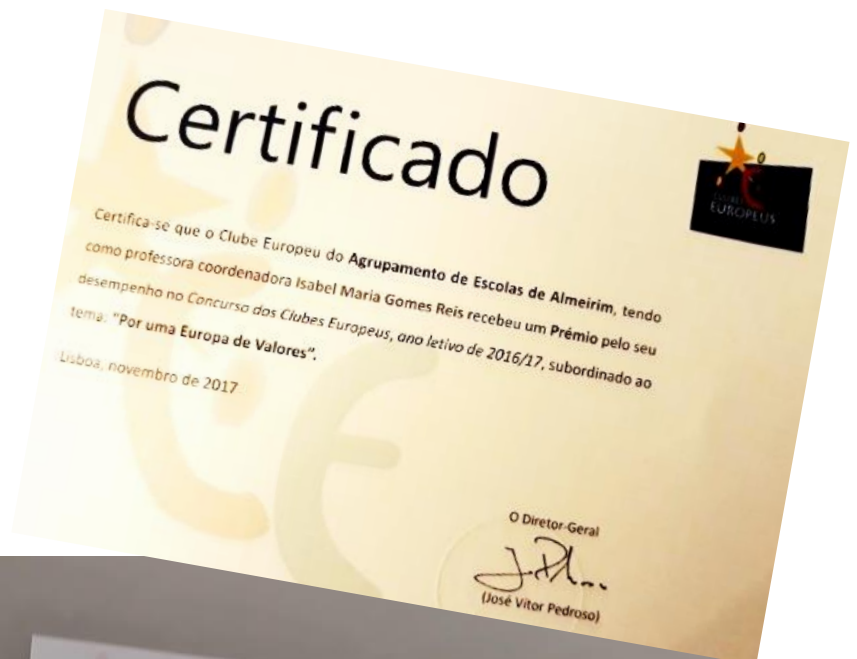 Certificado
CLUBES
EUROPLUS
Certifica-se que o Clube Europeu do Agrupamento de Escolas de Almeirim, tendo
como professora coordenadora Isabel Maria Gomes Reis recebeu um Prémio pelo seu
desempenho no Concurso dos Clubes Europeus, ano letivo de 2016/17, subordinado ao
tema: "Por uma Europa de Valores".
Lisboa, novembro de 2017
O Diretor-Geral
(José Vitor Pedroso)